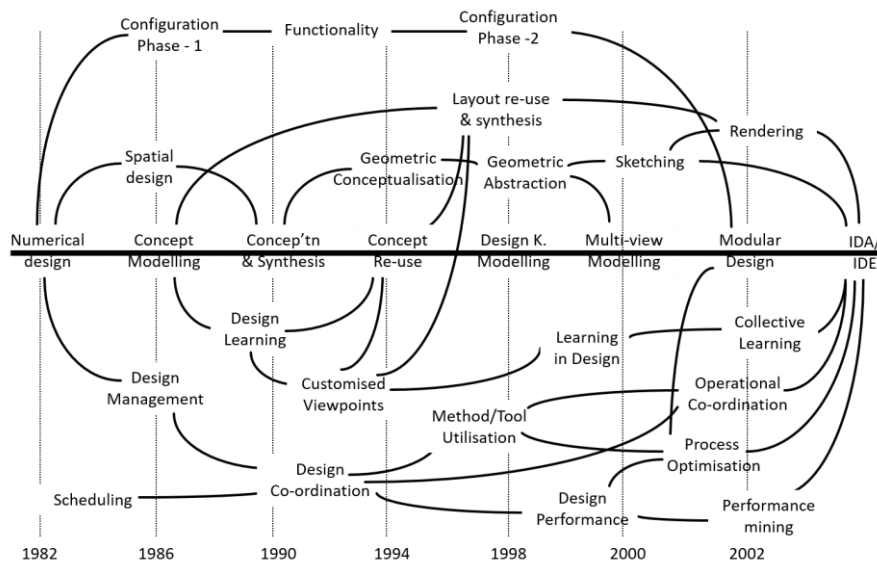 Configuration
Phase - 1
Functionality
Configuration
Phase -2
Layout re-use
& synthesis
Rendering
Spatial
design
Geometric
Conceptualisation
Geometric
Abstraction
Sketching
Numerical
design
Concept
Modelling
Concep'tn
& Synthesis
Concept
Re-use
Design K.
Modelling
Multi-view
Modelling
Modular
Design
IDA/
IDE
Design
Learning
Learning
in Design
Collective
Learning
Design
Management
Customised
Viewpoints
Operational
Co-ordination
Method/Tool
Utilisation
Process
Optimisation
Scheduling
Design
Co-ordination
Design
Performance
Performance
mining
1982
1986
1990
1994
1998
2000
2002